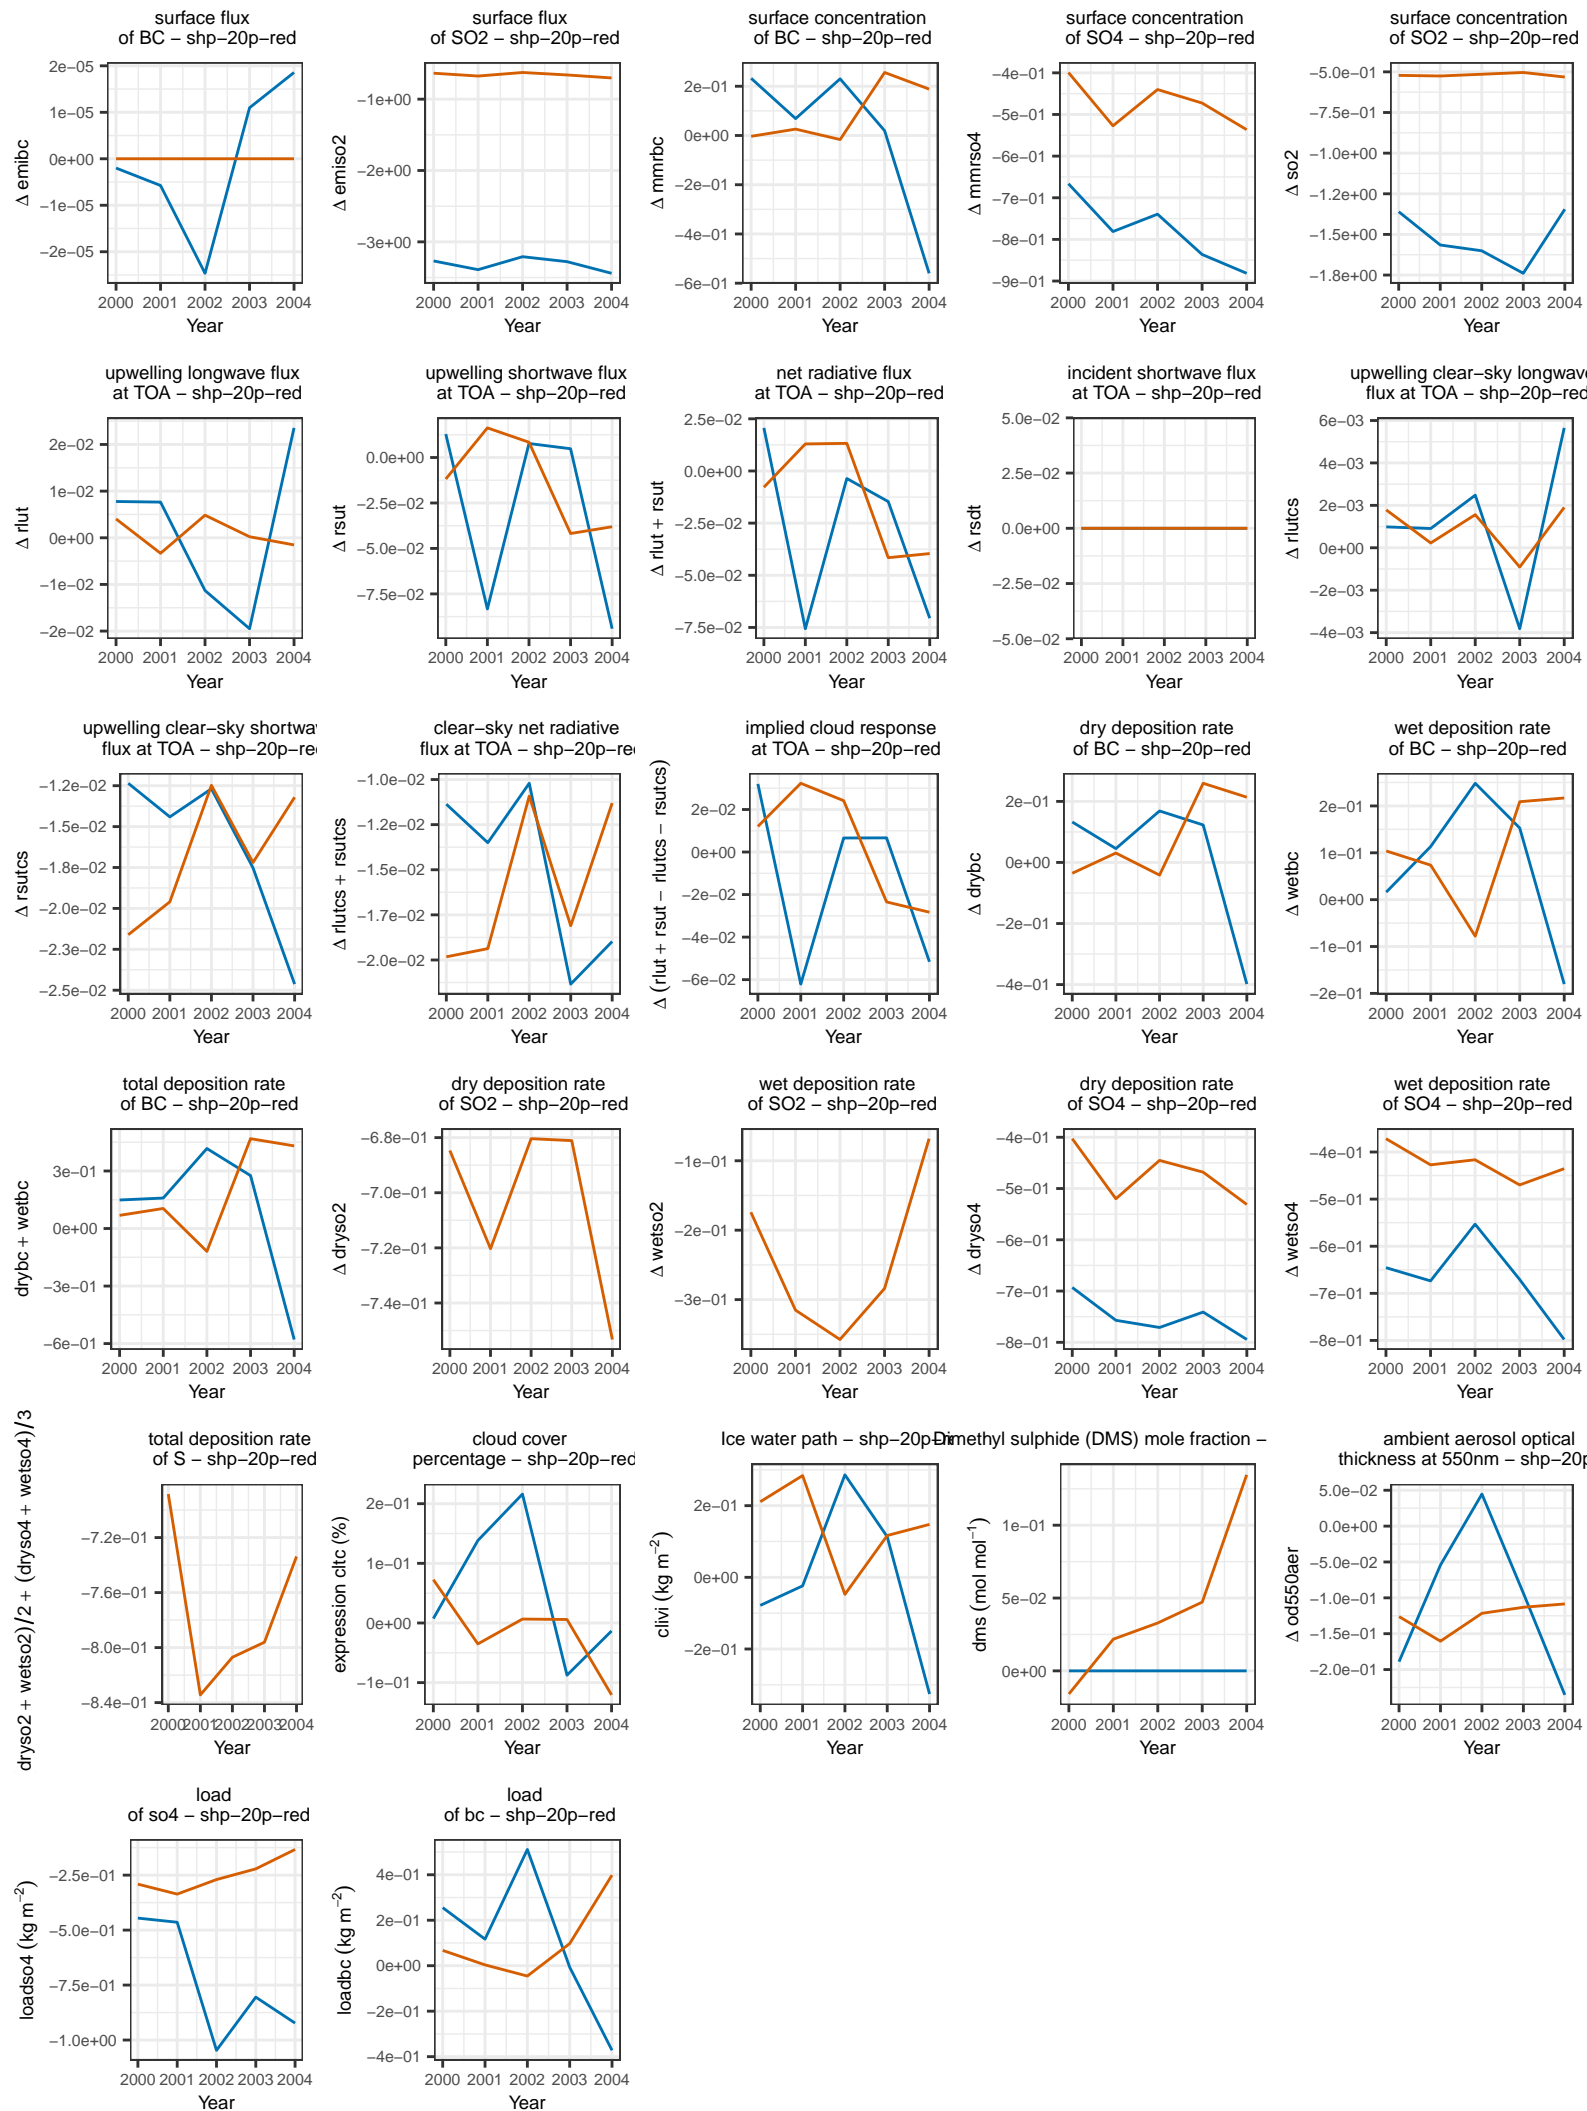 surface flux
of BC − shp−20p−red
Δ emibc
2e−05
1e−05
0e+00
−1e−05
−2e−05
2000 2001 2002 2003 2004
Year
surface flux
of SO2 − shp−20p−red
Δ emiso2
−1e+00
−2e+00
−3e+00
2000 2001 2002 2003 2004
Year
surface concentration
of BC − shp−20p−red
Δ mmrbc
2e−01
0e+00
−2e−01
−4e−01
−6e−01
2000 2001 2002 2003 2004
Year
surface concentration
of SO4 − shp−20p−red
Δ mmrso4
−4e−01
−5e−01
−6e−01
−7e−01
−8e−01
−9e−01
2000 2001 2002 2003 2004
Year
surface concentration
of SO2 − shp−20p−red
Δ so2
−5.0e−01
−7.5e−01
−1.0e+00
−1.2e+00
−1.5e+00
−1.8e+00
2000 2001 2002 2003 2004
Year
upwelling longwave flux
at TOA − shp−20p−red
Δ rlut
2e−02
1e−02
0e+00
−1e−02
−2e−02
2000 2001 2002 2003 2004
Year
upwelling shortwave flux
at TOA − shp−20p−red
Δ rsut
0.0e+00
−2.5e−02
−5.0e−02
−7.5e−02
2000 2001 2002 2003 2004
Year
net radiative flux
at TOA − shp−20p−red
Δ rlut + rsut
2.5e−02
0.0e+00
−2.5e−02
−5.0e−02
−7.5e−02
2000 2001 2002 2003 2004
Year
incident shortwave flux
at TOA − shp−20p−red
Δ rsdt
5.0e−02
2.5e−02
0.0e+00
−2.5e−02
−5.0e−02
2000 2001 2002 2003 2004
Year
upwelling clear−sky longwave
flux at TOA − shp−20p−red
Δ rlutcs
6e−03
4e−03
2e−03
0e+00
−2e−03
−4e−03
2000 2001 2002 2003 2004
Year
upwelling clear−sky shortwav
flux at TOA − shp−20p−re
Δ rsutcs
−1.2e−02
−1.5e−02
−1.8e−02
−2.0e−02
−2.3e−02
−2.5e−02
2000 2001 2002 2003 2004
Year
clear−sky net radiative
flux at TOA − shp−20p−re
Δ rlutcs + rsutcs
−1.0e−02
−1.2e−02
−1.5e−02
−1.7e−02
−2.0e−02
2000 2001 2002 2003 2004
Year
implied cloud response
at TOA − shp−20p−red
Δ (rlut + rsut − rlutcs − rsutcs)
2e−02
0e+00
−2e−02
−4e−02
−6e−02
2000 2001 2002 2003 2004
Year
dry deposition rate
of BC − shp−20p−red
Δ drybc
2e−01
0e+00
−2e−01
−4e−01
2000 2001 2002 2003 2004
Year
wet deposition rate
of BC − shp−20p−red
Δ wetbc
2e−01
1e−01
0e+00
−1e−01
−2e−01
2000 2001 2002 2003 2004
Year
total deposition rate
of BC − shp−20p−red
drybc + wetbc
3e−01
0e+00
−3e−01
−6e−01
2000 2001 2002 2003 2004
Year
dry deposition rate
of SO2 − shp−20p−red
Δ dryso2
−6.8e−01
−7.0e−01
−7.2e−01
−7.4e−01
2000 2001 2002 2003 2004
Year
wet deposition rate
of SO2 − shp−20p−red
Δ wetso2
−1e−01
−2e−01
−3e−01
2000 2001 2002 2003 2004
Year
dry deposition rate
of SO4 − shp−20p−red
Δ dryso4
−4e−01
−5e−01
−6e−01
−7e−01
−8e−01
2000 2001 2002 2003 2004
Year
wet deposition rate
of SO4 − shp−20p−red
Δ wetso4
−4e−01
−5e−01
−6e−01
−7e−01
−8e−01
2000 2001 2002 2003 2004
Year
total deposition rate
of S − shp−20p−red
dryso2 + wetso2)/2 + (dryso4 + wetso4)/3
−7.2e−01
−7.6e−01
−8.0e−01
−8.4e−01
2000 2001 2002 2003 2004
Year
cloud cover
percentage − shp−20p−red
expression cltc (%)
2e−01
1e−01
0e+00
−1e−01
2000 2001 2002 2003 2004
Year
Ice water path − shp−20p−re
clivi (kg m−2)
2e−01
0e+00
−2e−01
2000 2001 2002 2003 2004
Year
Dimethyl sulphide (DMS) mole fraction −
dms (mol mol−1)
1e−01
5e−02
0e+00
2000 2001 2002 2003 2004
Year
ambient aerosol optical
thickness at 550nm − shp−20p
Δ od550aer
5.0e−02
0.0e+00
−5.0e−02
−1.0e−01
−1.5e−01
−2.0e−01
2000 2001 2002 2003 2004
Year
load
of so4 − shp−20p−red
loadso4 (kg m−2)
−2.5e−01
−5.0e−01
−7.5e−01
−1.0e+00
2000 2001 2002 2003 2004
Year
load
of bc − shp−20p−red
loadbc (kg m−2)
4e−01
2e−01
0e+00
−2e−01
−4e−01
2000 2001 2002 2003 2004
Year